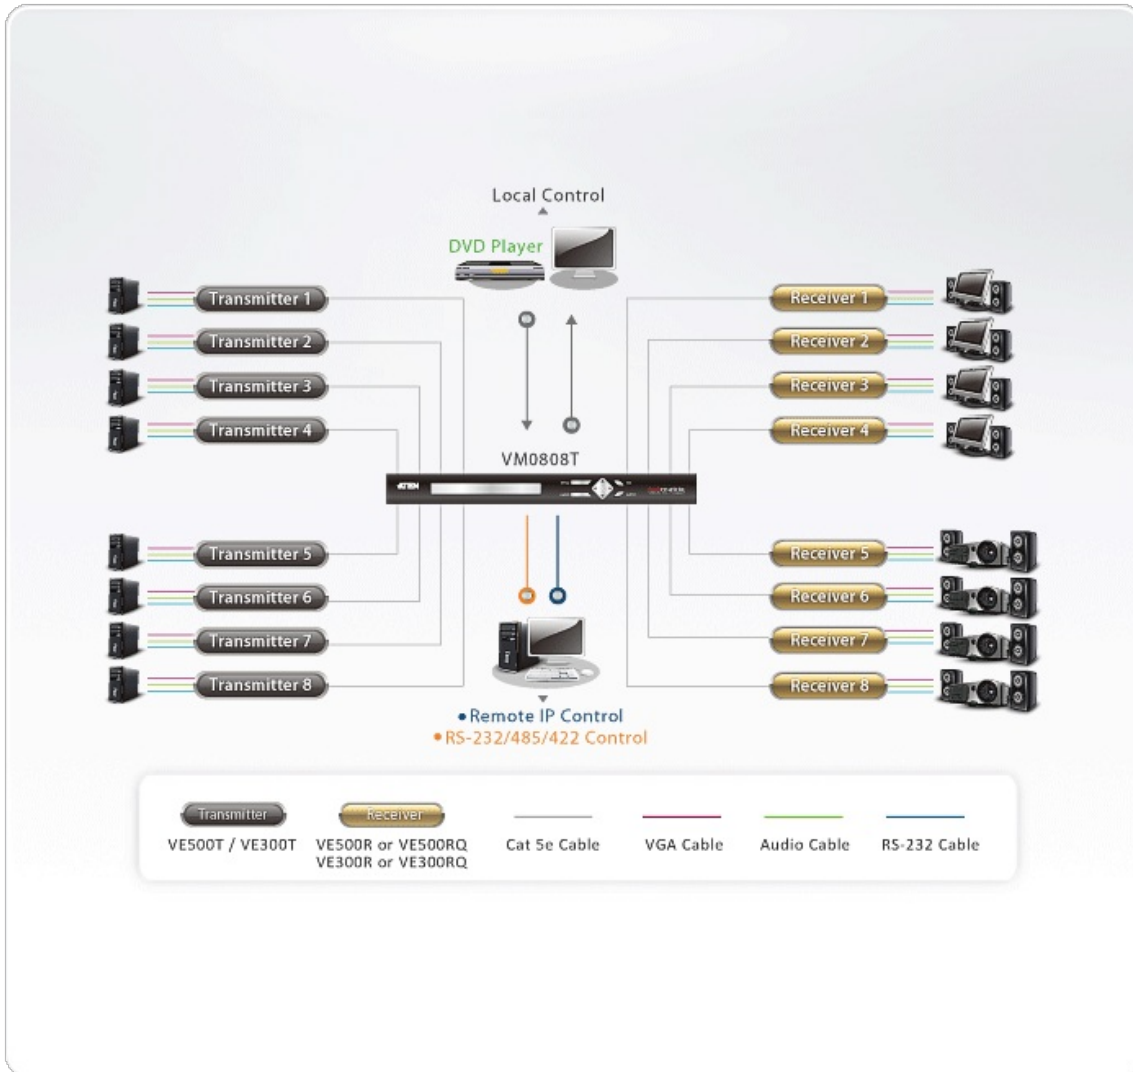 Local Control
DVD Player
Transmitter 1
Transmitter 2
Transmitter 3
Transmitter 4
Receiver 1
Receiver 2
Receiver 3
Receiver 4
VM0808T
ATEN
Transmitter 5
Transmitter 6
Transmitter 7
Transmitter 8
Receiver 5
Receiver 6
Receiver 7
Receiver 8
• Remote IP Control
• RS-232/485/422 Control
Transmitter
VE500T / VE300T
Receiver
VE500R or VE500RQ
VE300R or VE300RQ
Cat 5e Cable
VGA Cable
Audio Cable
RS-232 Cable